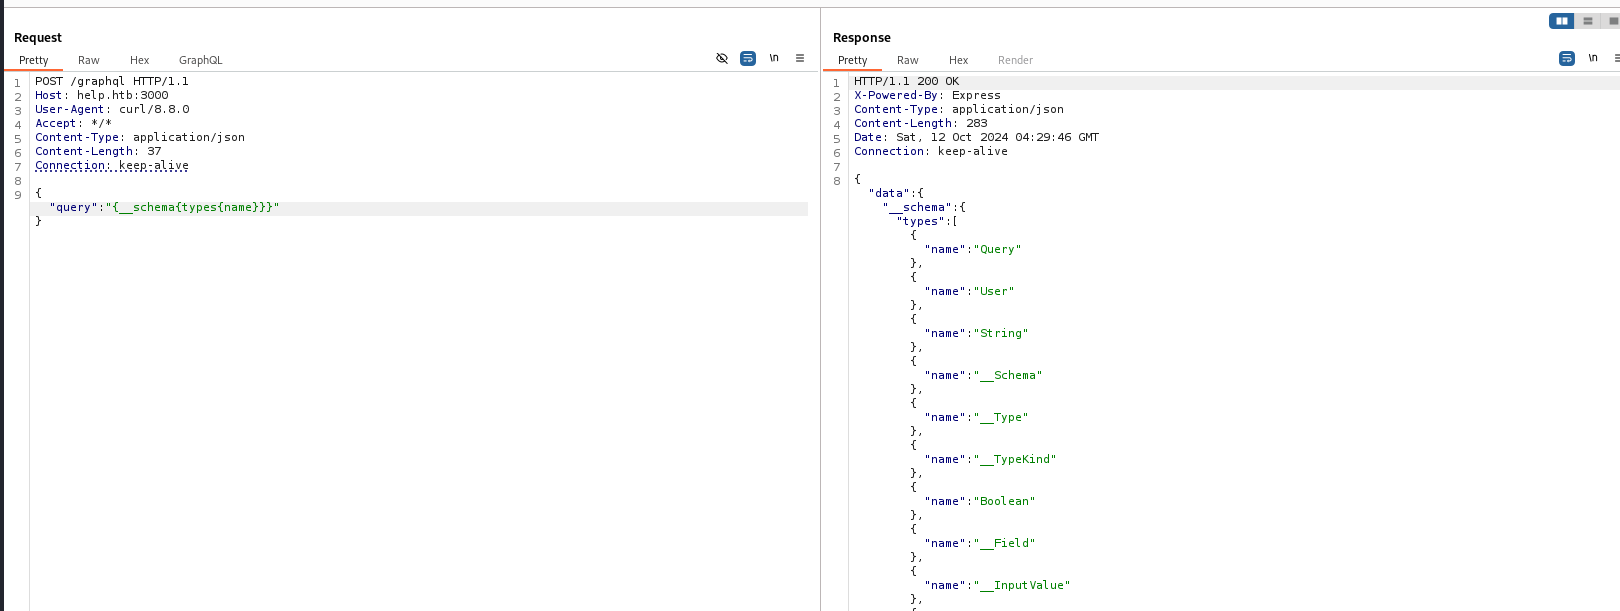 Request
Pretty Raw Hex GraphQL \n
1 POST /graphql HTTP/1.1
2 Host: help.htb:3000
3 User-Agent: curl/8.8.0
4 Accept: */*
5 Content-Type: application/json
6 Content-Length: 37
7 Connection: keep-alive
8
9 {
"query":"{__schema{types{name}}}"
}
Response
Pretty Raw Hex Render \n
1 HTTP/1.1 200 OK
2 X-Powered-By: Express
3 Content-Type: application/json
4 Content-Length: 283
5 Date: Sat, 12 Oct 2024 04:29:46 GMT
6 Connection: keep-alive
7
8 {
"data":{
"__schema":{
"types":[
{
"name":"Query"
},
{
"name":"User"
},
{
"name":"String"
},
{
"name":"__Schema"
},
{
"name":"__Type"
},
{
"name":"__TypeKind"
},
{
"name":"Boolean"
},
{
"name":"__Field"
},
{
"name":"__InputValue"
},
{